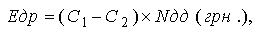 Eдр = (C₁ – C₂) × Nдд (грн.),